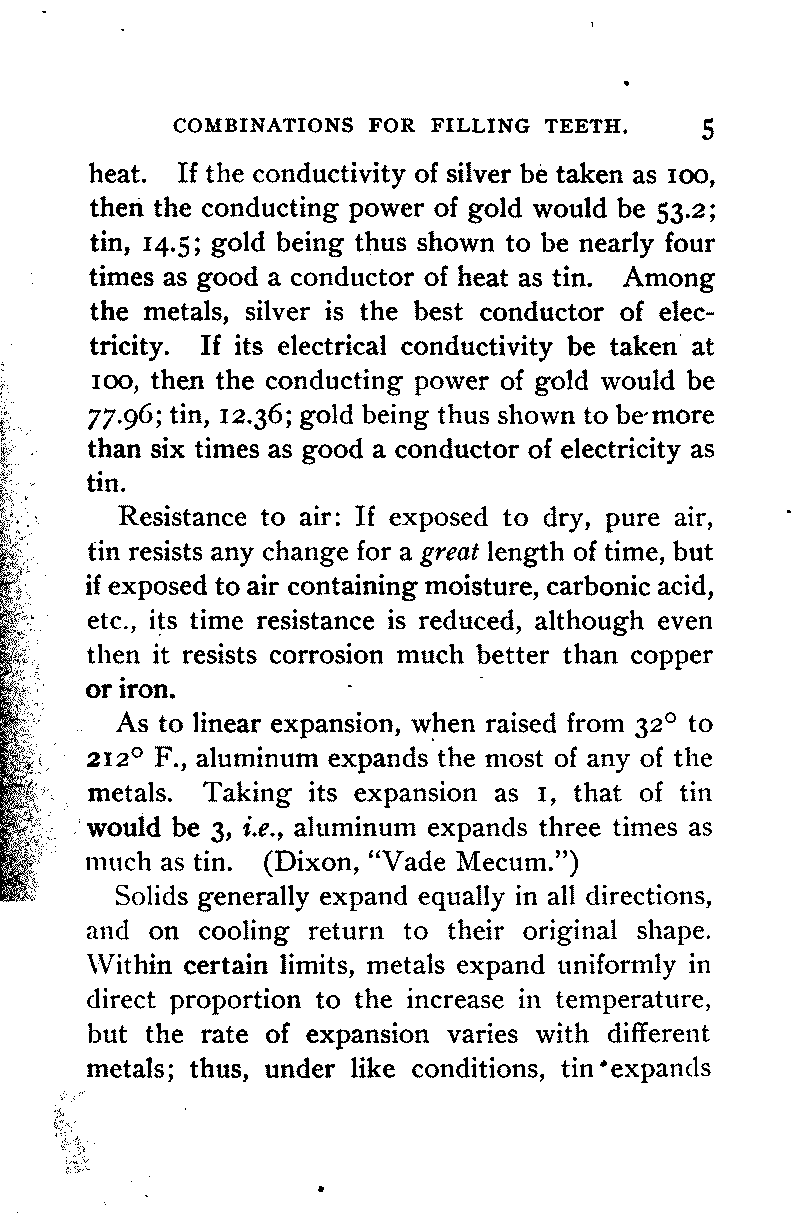 COMBINATIONS FOR FILLING TEETH. 5
heat. If the conductivity of silver be taken as 100,
then the conducting power of gold would be 53.2;
tin, 14.5; gold being thus shown to be nearly four
times as good a conductor of heat as tin. Among
the metals, silver is the best conductor of elec-
tricity. If its electrical conductivity be taken at
100, then the conducting power of gold would be
77.96; tin, 12.36; gold being thus shown to be more
than six times as good a conductor of electricity as
tin.
Resistance to air: If exposed to dry, pure air,
tin resists any change for a great length of time, but
if exposed to air containing moisture, carbonic acid,
etc., its time resistance is reduced, although even
then it resists corrosion much better than copper
or iron.
As to linear expansion, when raised from 32° to
212° F., aluminum expands the most of any of the
metals. Taking its expansion as 1, that of tin
would be 3, i.e., aluminum expands three times as
much as tin. (Dixon, "Vade Mecum.")
Solids generally expand equally in all directions,
and on cooling return to their original shape.
Within certain limits, metals expand uniformly in
direct proportion to the increase in temperature,
but the rate of expansion varies with different
metals; thus, under like conditions, tin expands